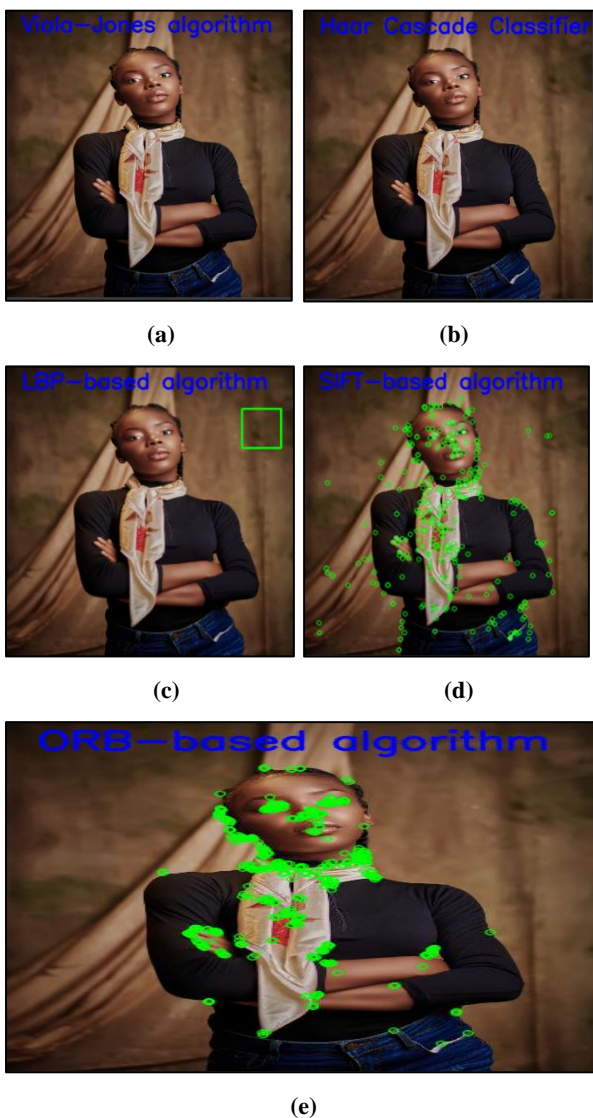 Viola-Jones algorithm
Haar Cascade Classifier
(a)
(b)
LBP-based algorithm
SIFT-based algorithm
(c)
(d)
ORB-based algorithm
(e)